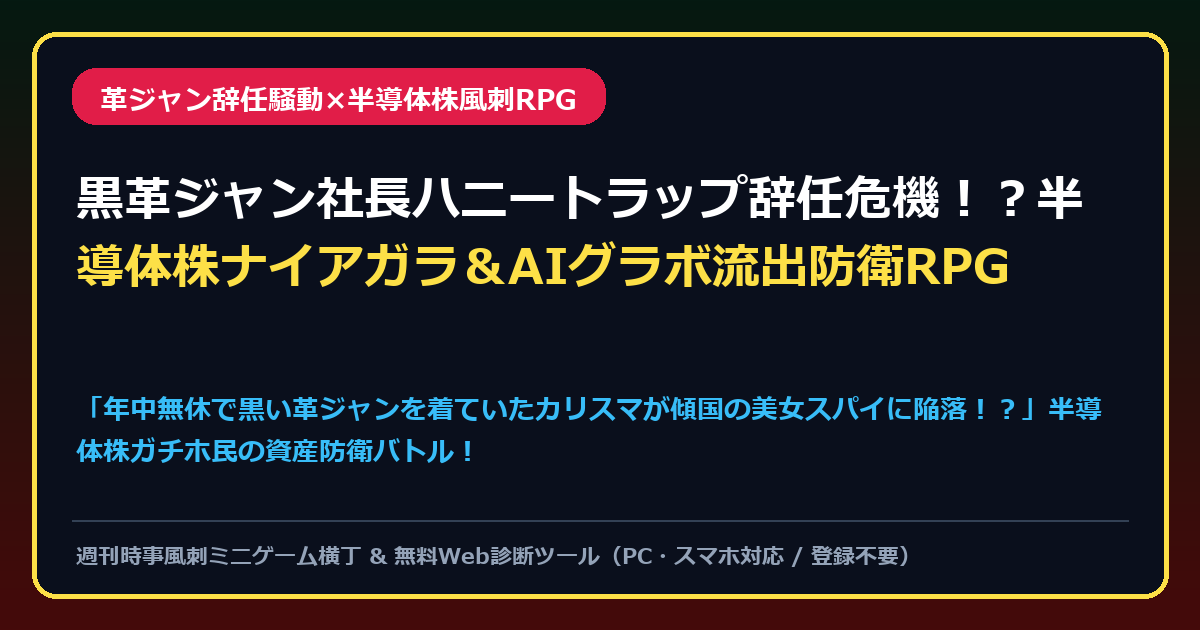 革ジャン辞任騒動×半導体株風刺RPG
黒革ジャン社長ハニートラップ辞任危機！？半
導体株ナイアガラ＆AIグラボ流出防衛RPG
「年中無休で黒い革ジャンを着ていたカリスマが傾国の美女スパイに陥落！？」半導
体株ガチホ民の資産防衛バトル！
週刊時事風刺ミニゲーム横丁 & 無料Web診断ツール（PC・スマホ対応 / 登録不要）